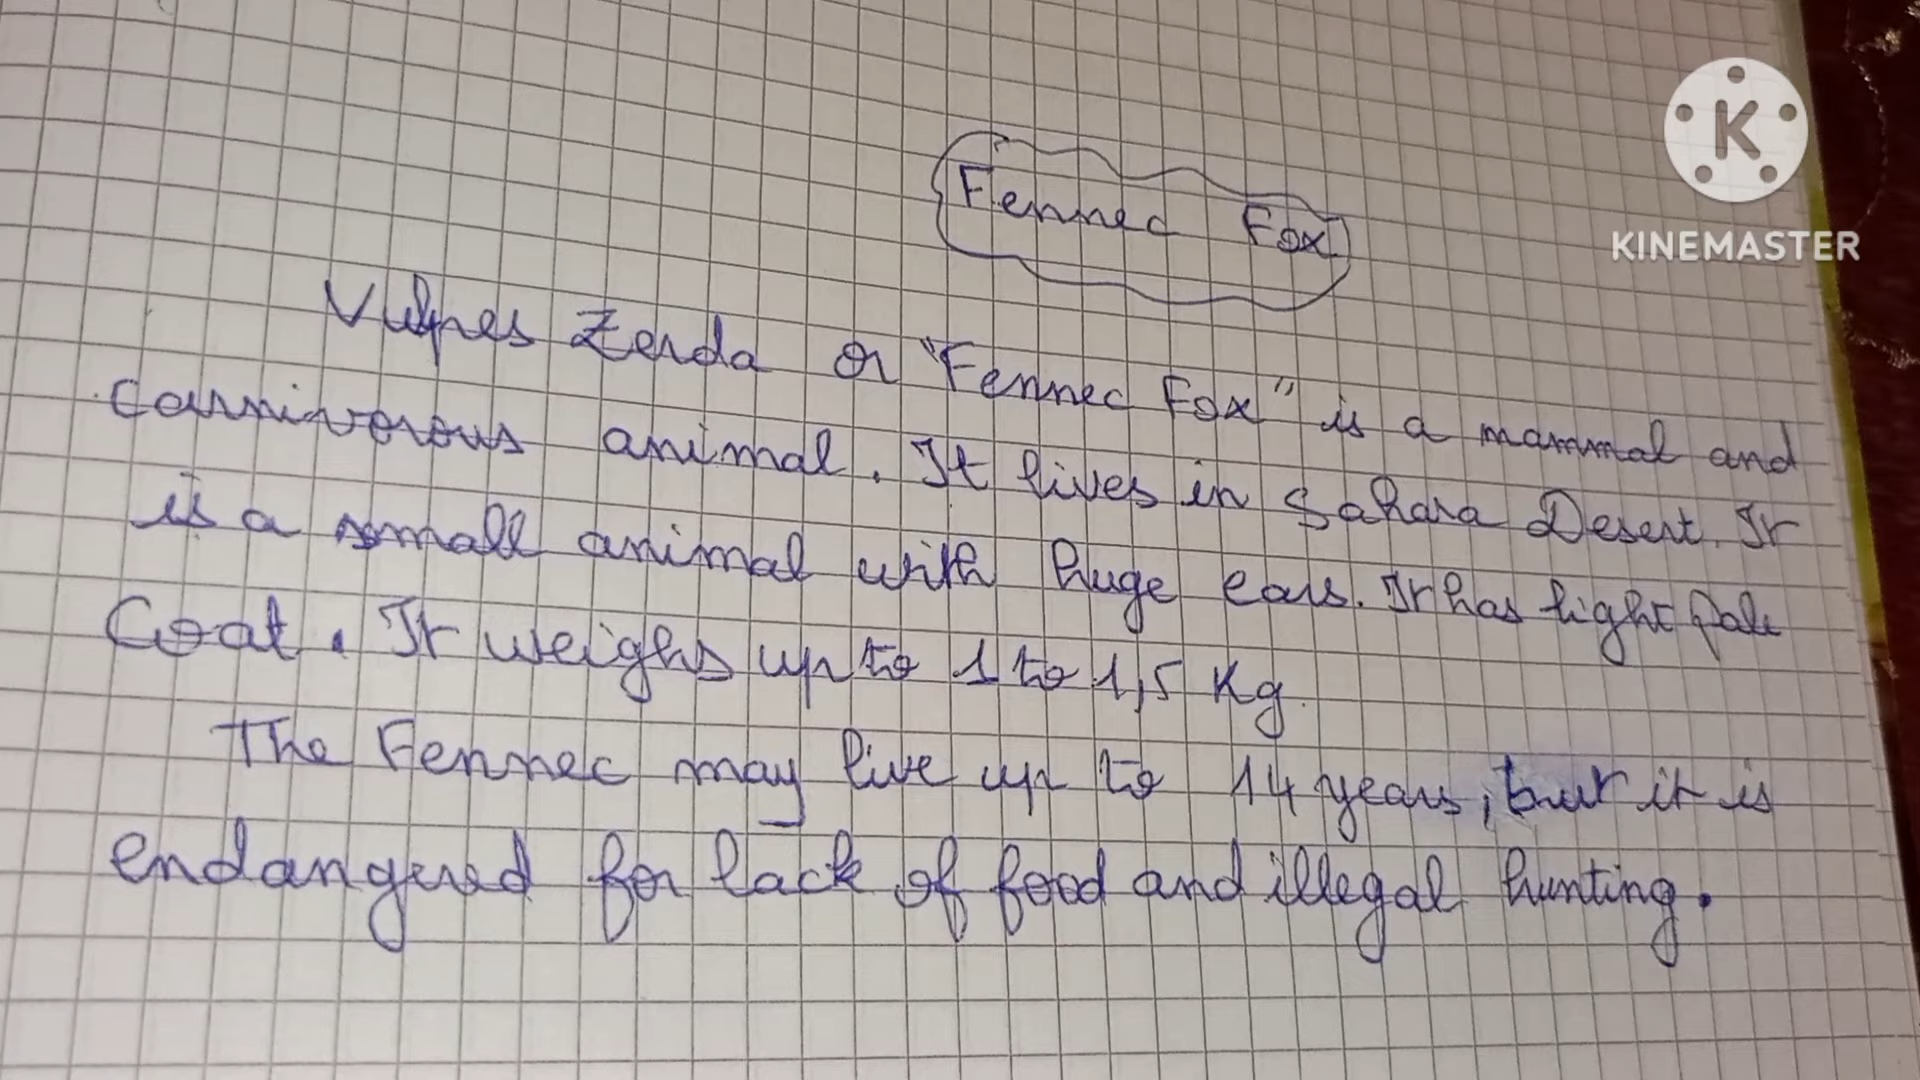 Fennec Fox
K
KINEMASTER
Vulpes Zerda or "Fennec Fox" is a mammal and
carnivorous animal. It lives in Sahara Desert. It
is a small animal with huge ears. It has light pale
Coat. It weighs up to 1 to 1,5 Kg.
The Fennec may live up to 14 years, but it is
endangered for lack of food and illegal hunting.